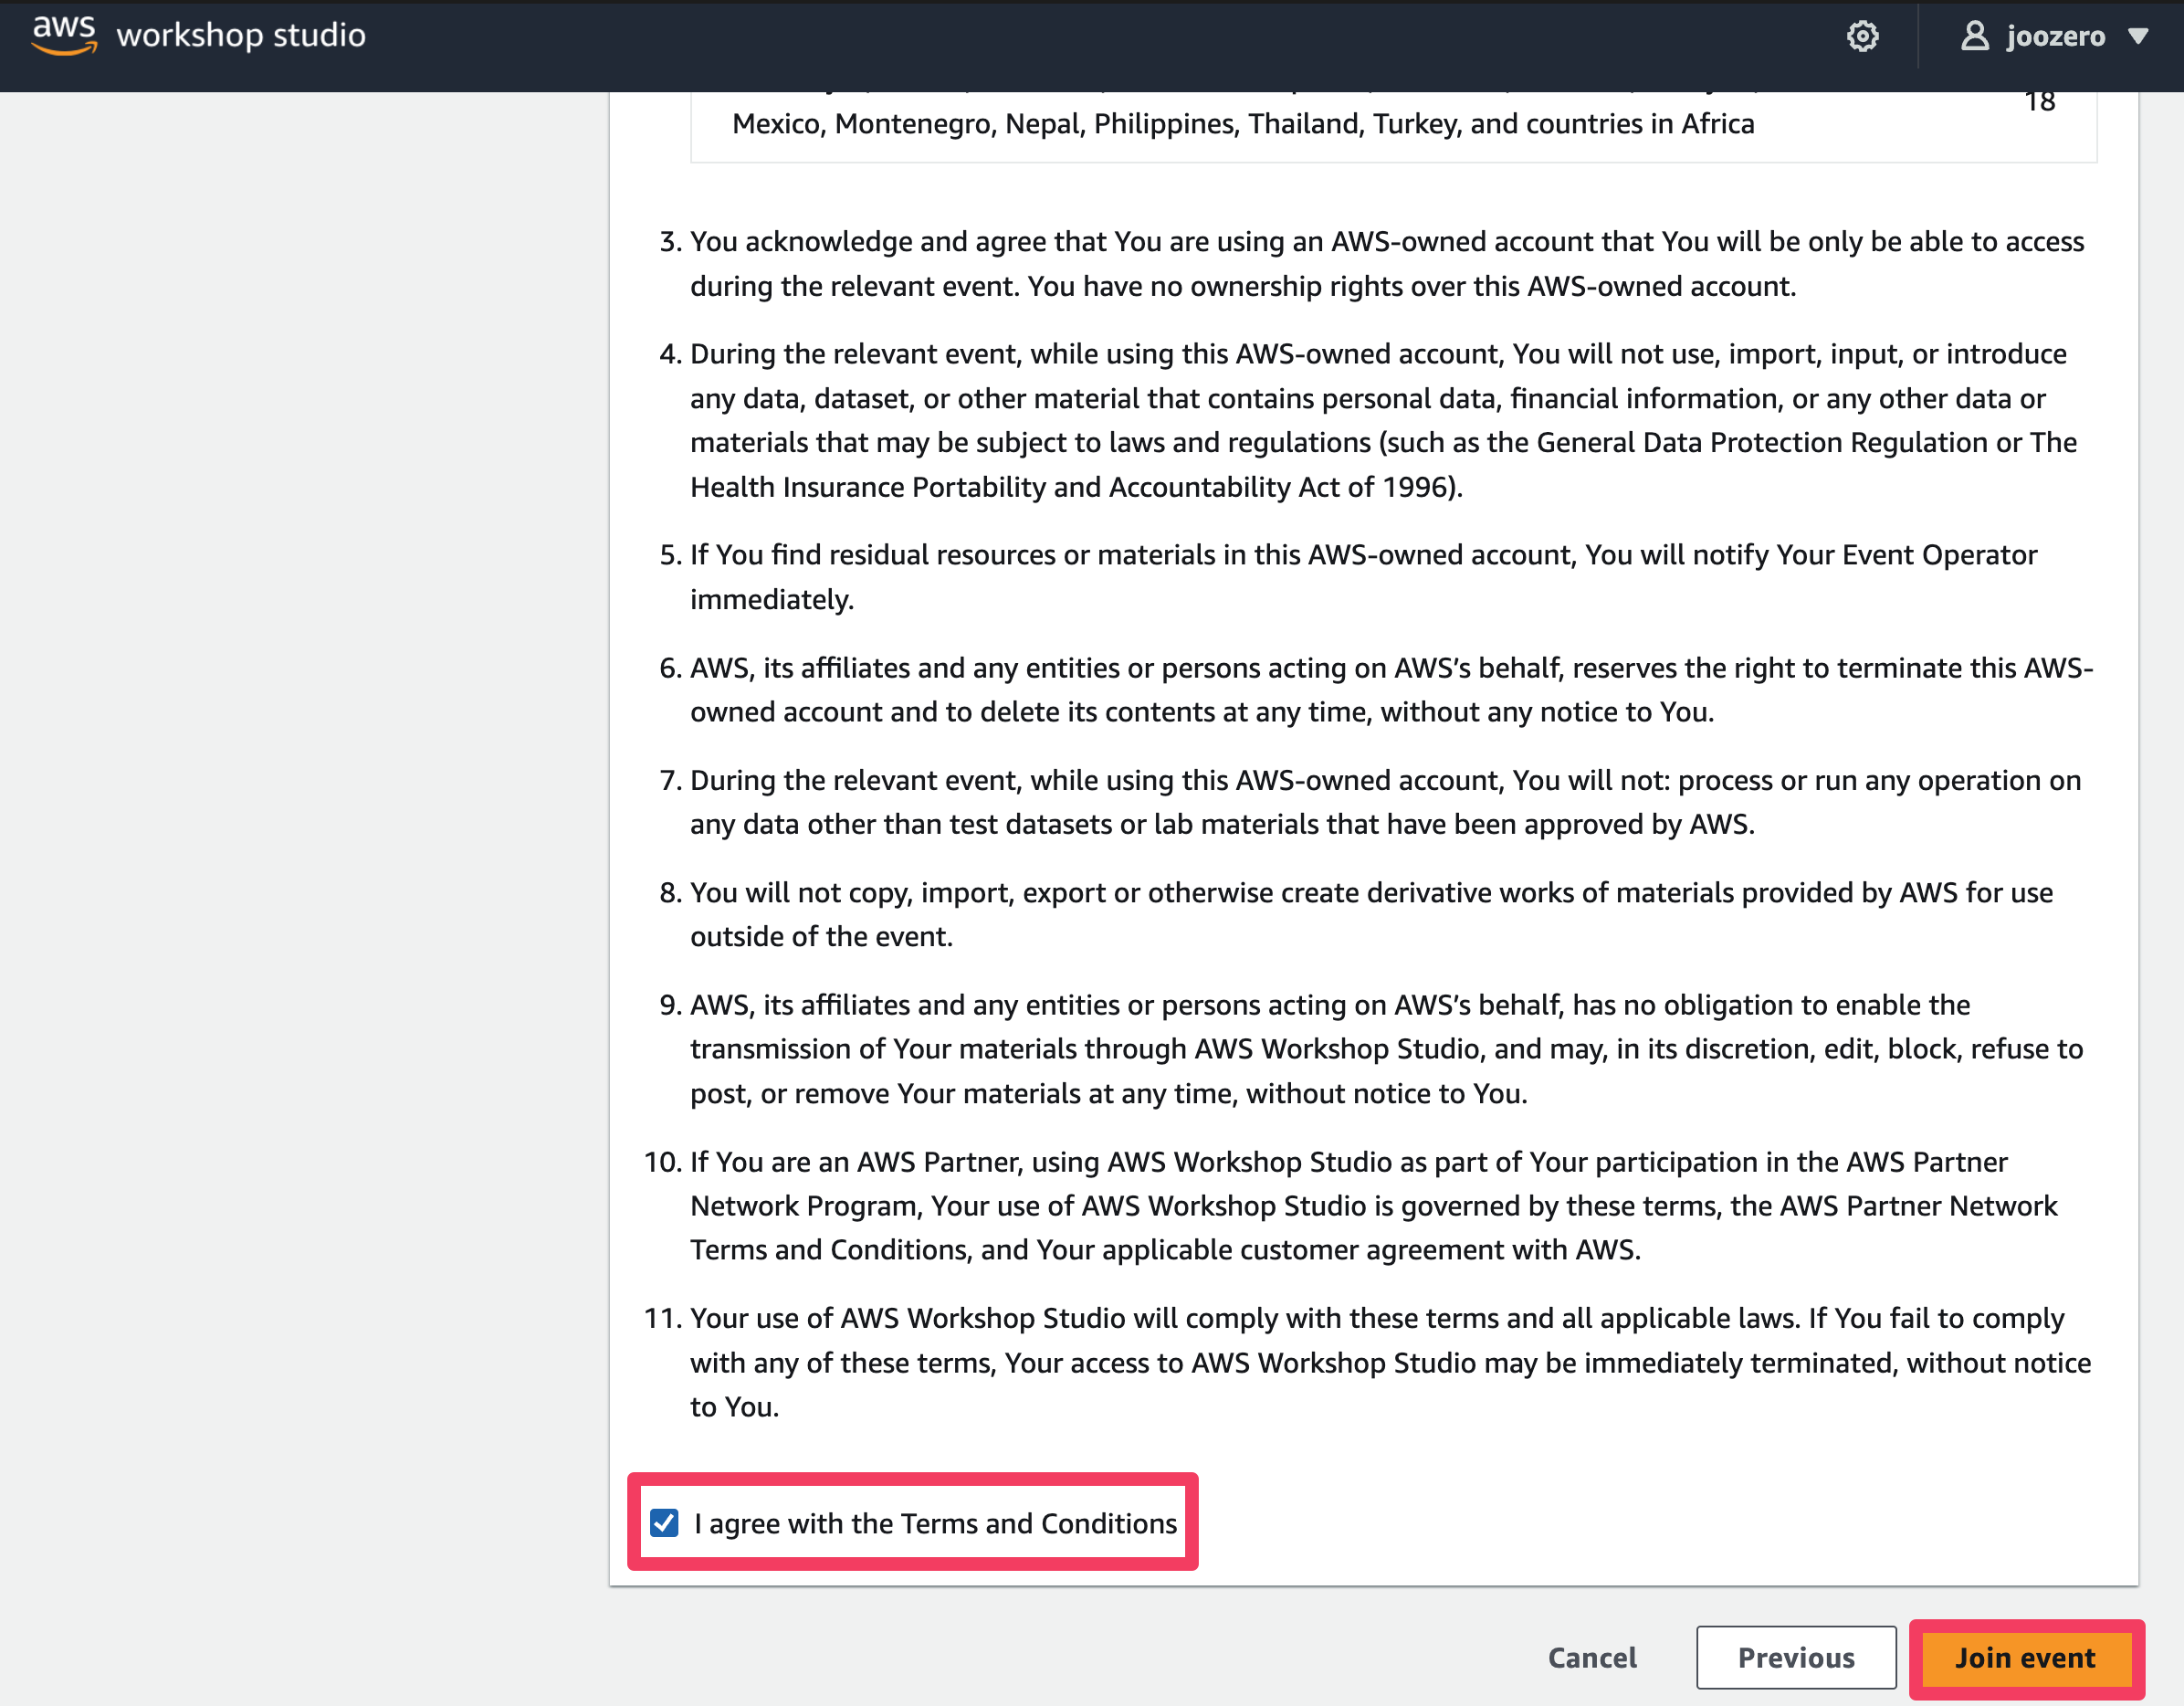 aws workshop studio
joozero
18
Mexico, Montenegro, Nepal, Philippines, Thailand, Turkey, and countries in Africa
3. You acknowledge and agree that You are using an AWS-owned account that You will be only be able to access
during the relevant event. You have no ownership rights over this AWS-owned account.
4. During the relevant event, while using this AWS-owned account, You will not use, import, input, or introduce
any data, dataset, or other material that contains personal data, financial information, or any other data or
materials that may be subject to laws and regulations (such as the General Data Protection Regulation or The
Health Insurance Portability and Accountability Act of 1996).
5. If You find residual resources or materials in this AWS-owned account, You will notify Your Event Operator
immediately.
6. AWS, its affiliates and any entities or persons acting on AWS’s behalf, reserves the right to terminate this AWS-
owned account and to delete its contents at any time, without any notice to You.
7. During the relevant event, while using this AWS-owned account, You will not: process or run any operation on
any data other than test datasets or lab materials that have been approved by AWS.
8. You will not copy, import, export or otherwise create derivative works of materials provided by AWS for use
outside of the event.
9. AWS, its affiliates and any entities or persons acting on AWS’s behalf, has no obligation to enable the
transmission of Your materials through AWS Workshop Studio, and may, in its discretion, edit, block, refuse to
post, or remove Your materials at any time, without notice to You.
10. If You are an AWS Partner, using AWS Workshop Studio as part of Your participation in the AWS Partner
Network Program, Your use of AWS Workshop Studio is governed by these terms, the AWS Partner Network
Terms and Conditions, and Your applicable customer agreement with AWS.
11. Your use of AWS Workshop Studio will comply with these terms and all applicable laws. If You fail to comply
with any of these terms, Your access to AWS Workshop Studio may be immediately terminated, without notice
to You.
I agree with the Terms and Conditions
Cancel
Previous
Join event